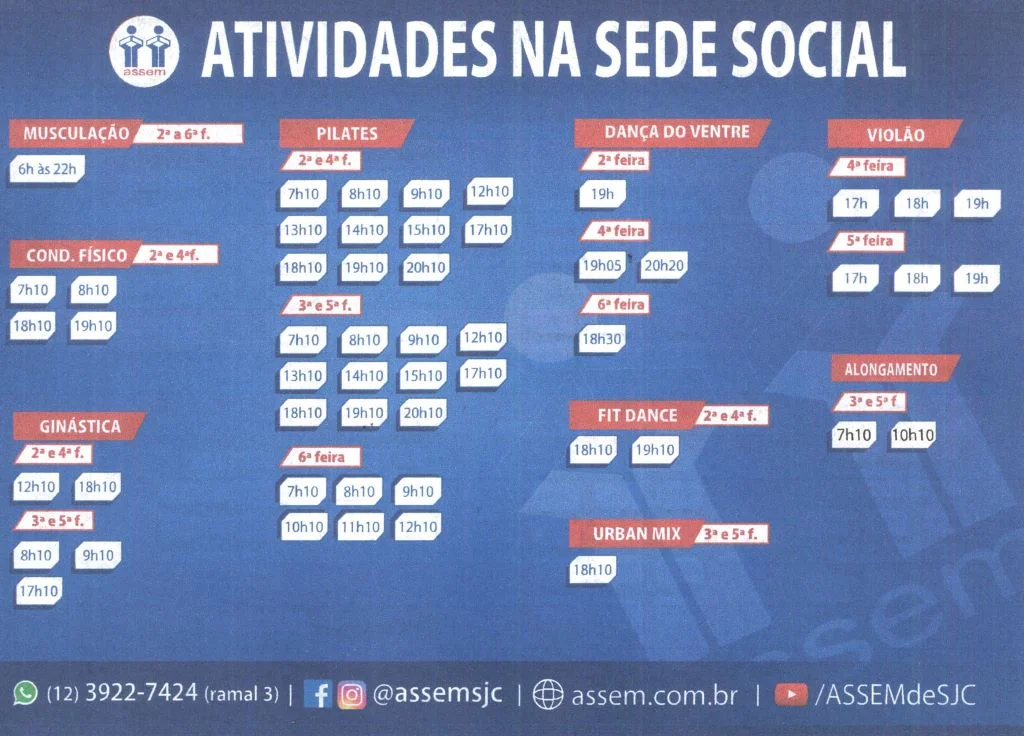 assem
ATIVIDADES NA SEDE SOCIAL
MUSCULAÇÃO 2ª a 6ª f.
6h às 22h
COND. FÍSICO 2ª e 4ªf.
7h10 8h10
18h10 19h10
GINÁSTICA
2ª e 4ª f.
12h10 18h10
3ª e 5ª f.
8h10 9h10
17h10
PILATES
2ª e 4ª f.
7h10 8h10 9h10 12h10
13h10 14h10 15h10 17h10
18h10 19h10 20h10
3ª e 5ª f.
7h10 8h10 9h10 12h10
13h10 14h10 15h10 17h10
18h10 19h10 20h10
6ª feira
7h10 8h10 9h10
10h10 11h10 12h10
DANÇA DO VENTRE
2ª feira
19h
4ª feira
19h05 20h20
6ª feira
18h30
FIT DANCE 2ª e 4ª f.
18h10 19h10
URBAN MIX 3ª e 5ª f.
18h10
VIOLÃO
4ª feira
17h 18h 19h
5ª feira
17h 18h 19h
ALONGAMENTO
3ª e 5ª f.
7h10 10h10
assem
(12) 3922-7424 (ramal 3) | @assemsjc | assem.com.br | /ASSEMdeSJC